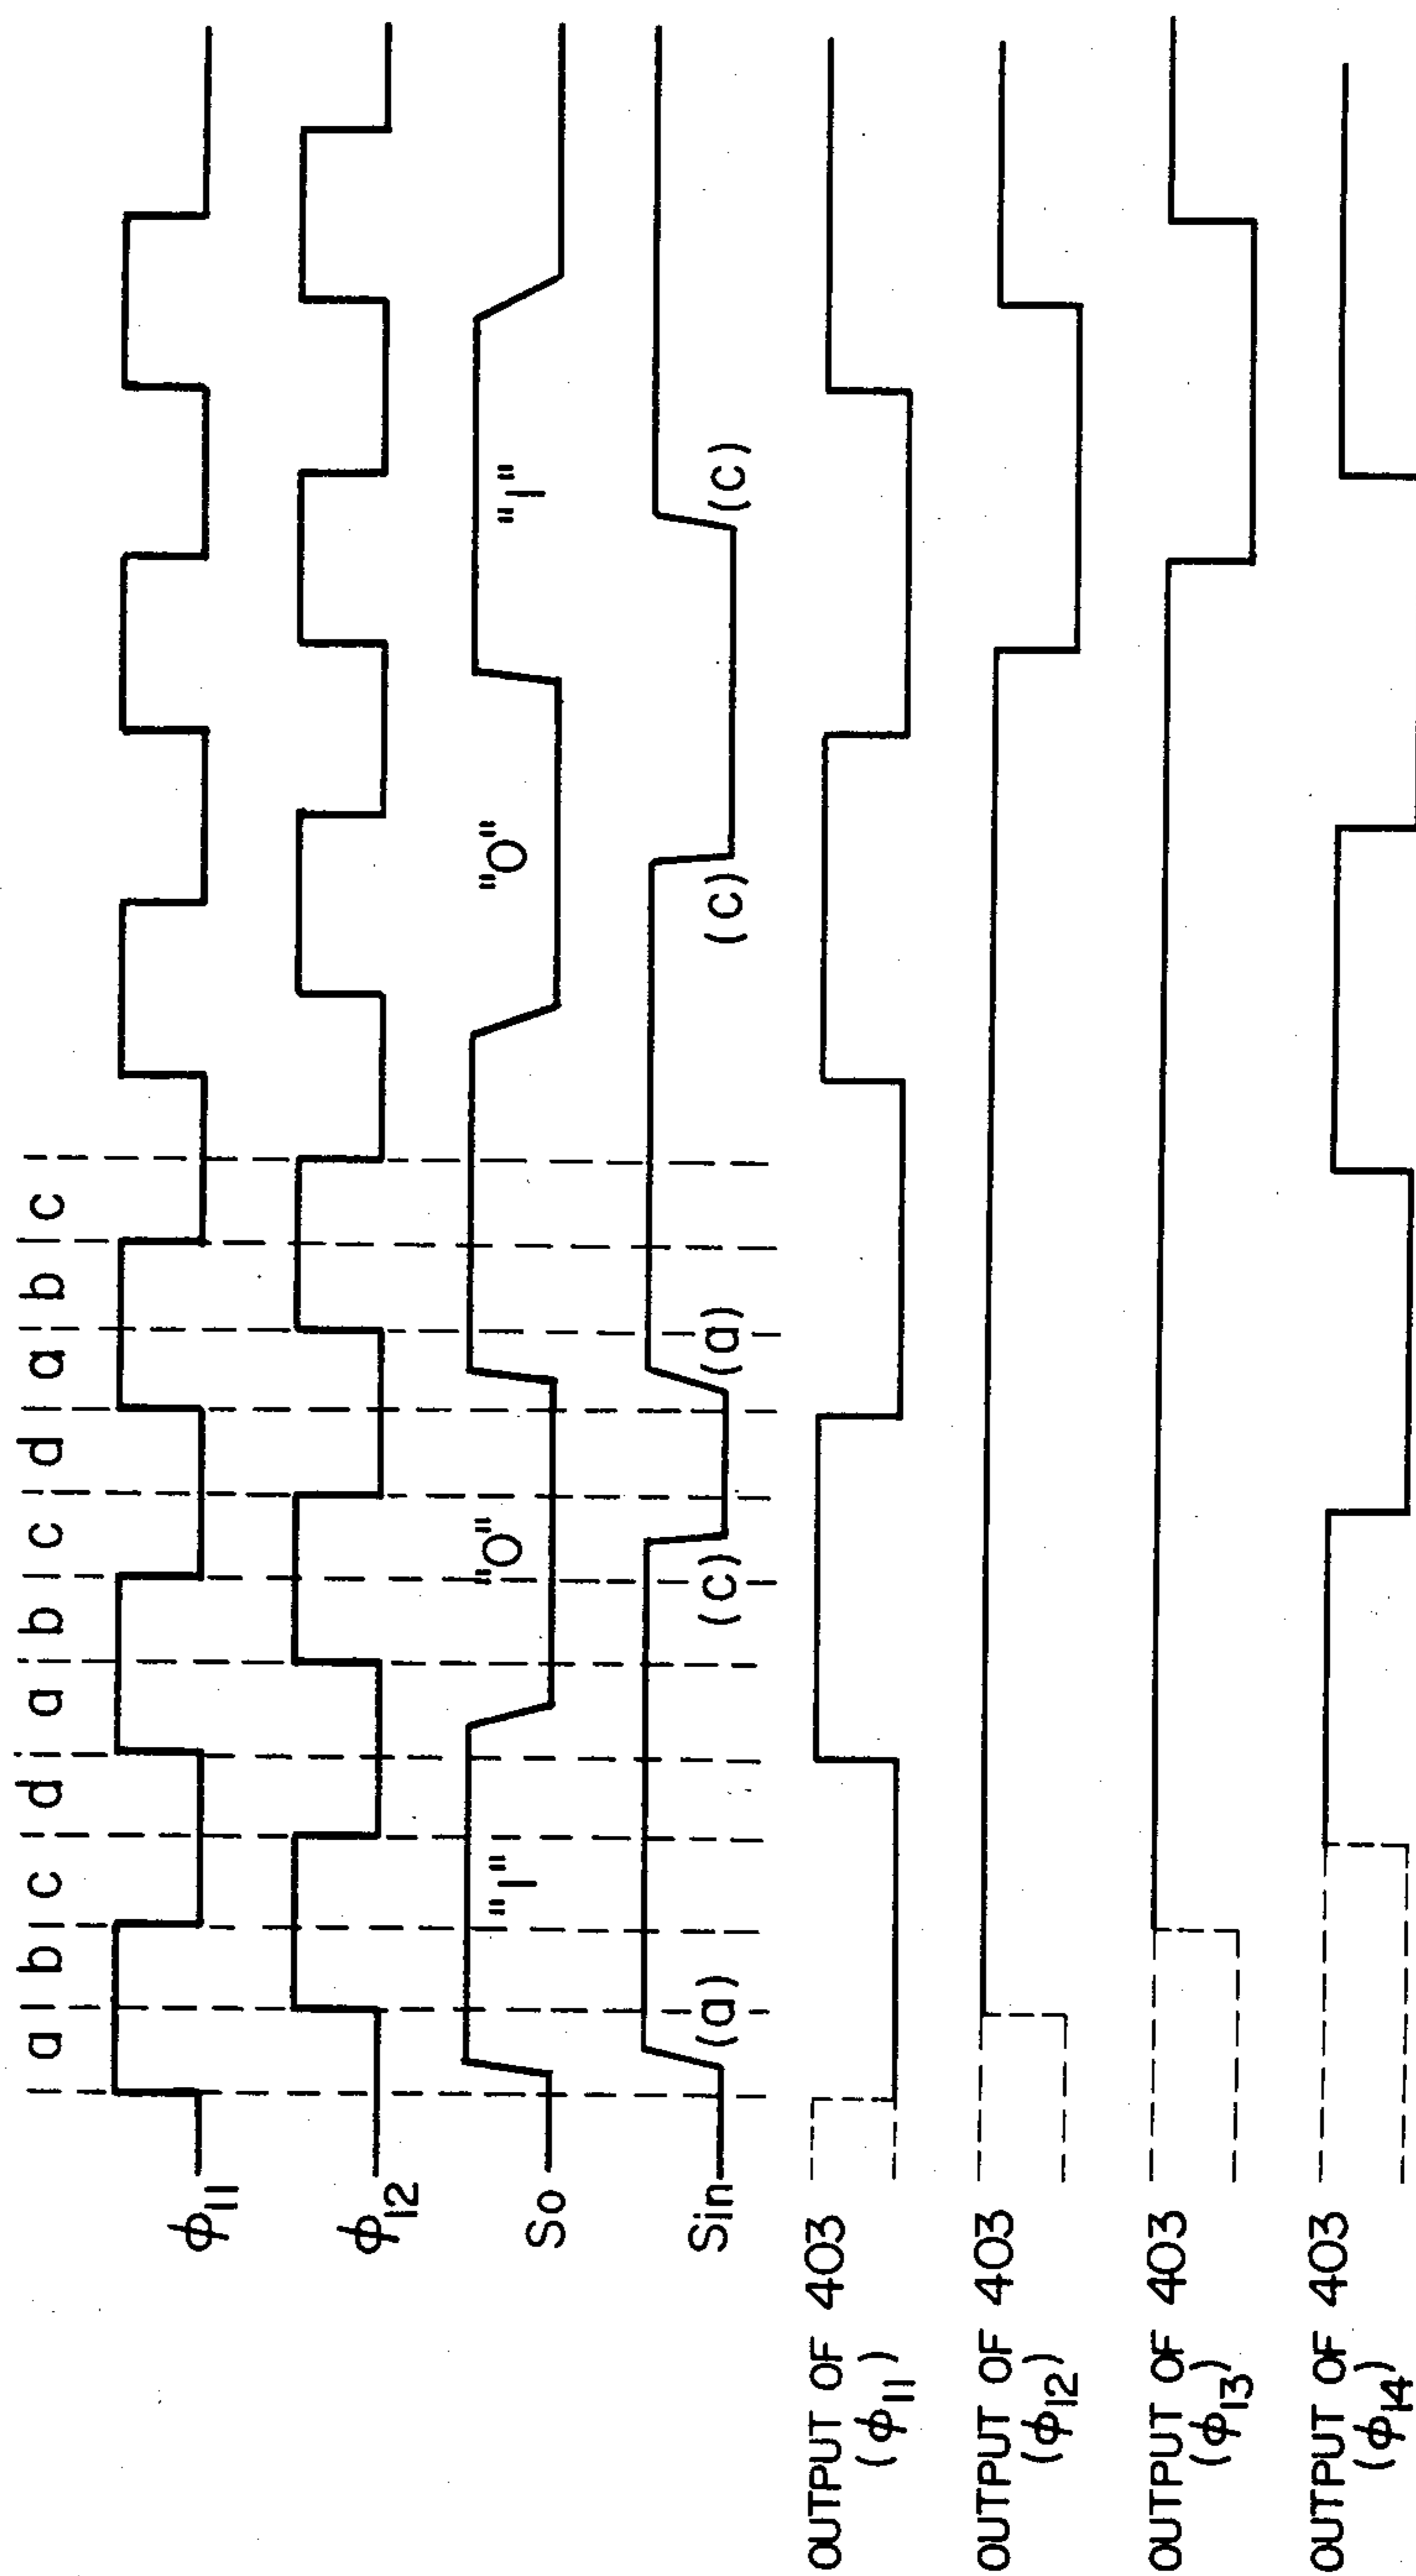 a b c d a b c d a b c
ϕ11
ϕ12
So
"1" "0" "0" "1"
Sin
(a) (c) (a) (c) (c)
OUTPUT OF 403
(ϕ11)
OUTPUT OF 403
(ϕ12)
OUTPUT OF 403
(ϕ13)
OUTPUT OF 403
(ϕ14)